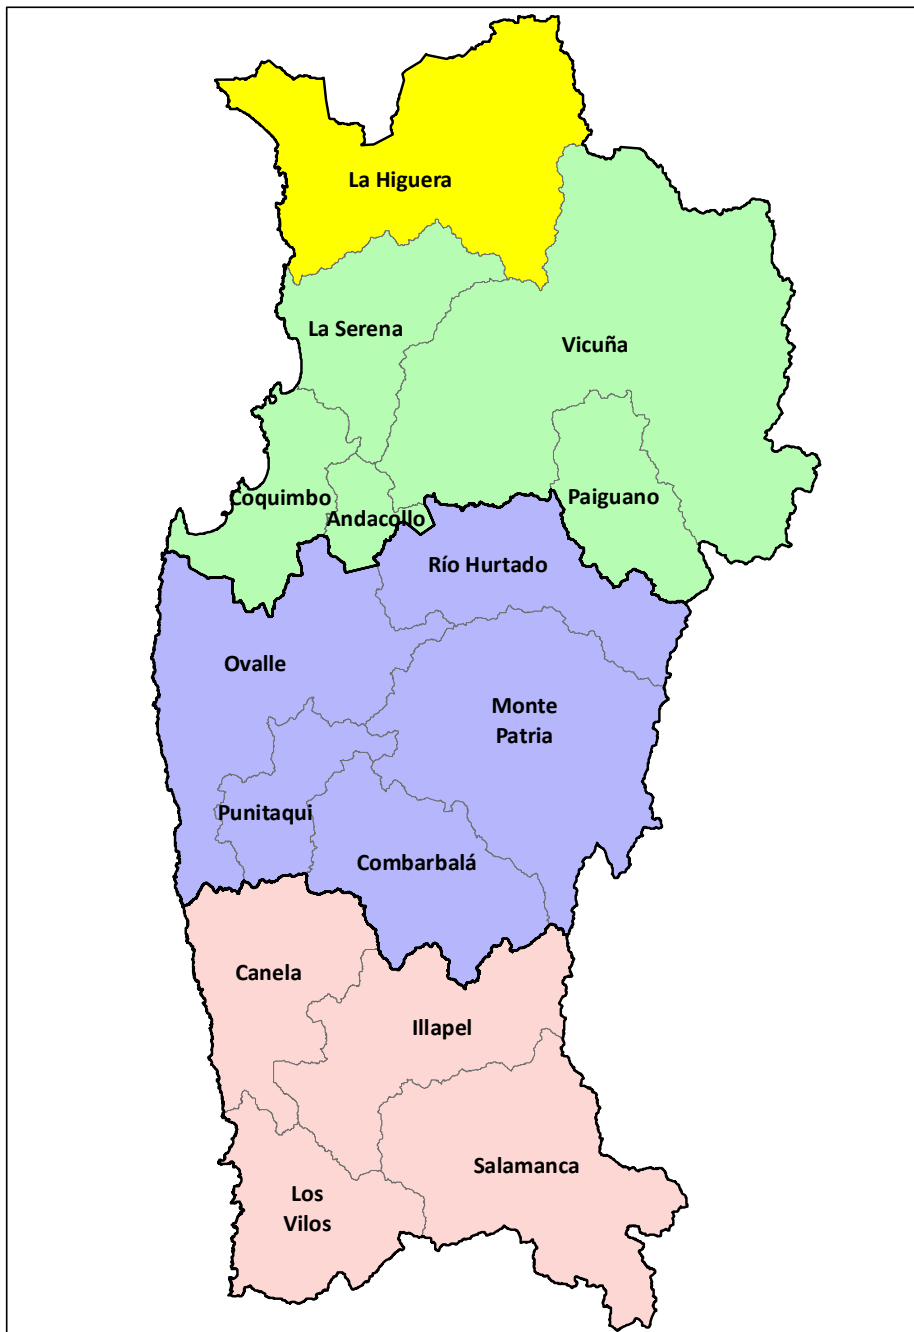 La Higuera
La Serena
Vicuña
Coquimbo
Paiguano
Andacollo
Río Hurtado
Ovalle
Monte
Patria
Punitaqui
Combarbalá
Canela
Illapel
Salamanca
Los
Vilos